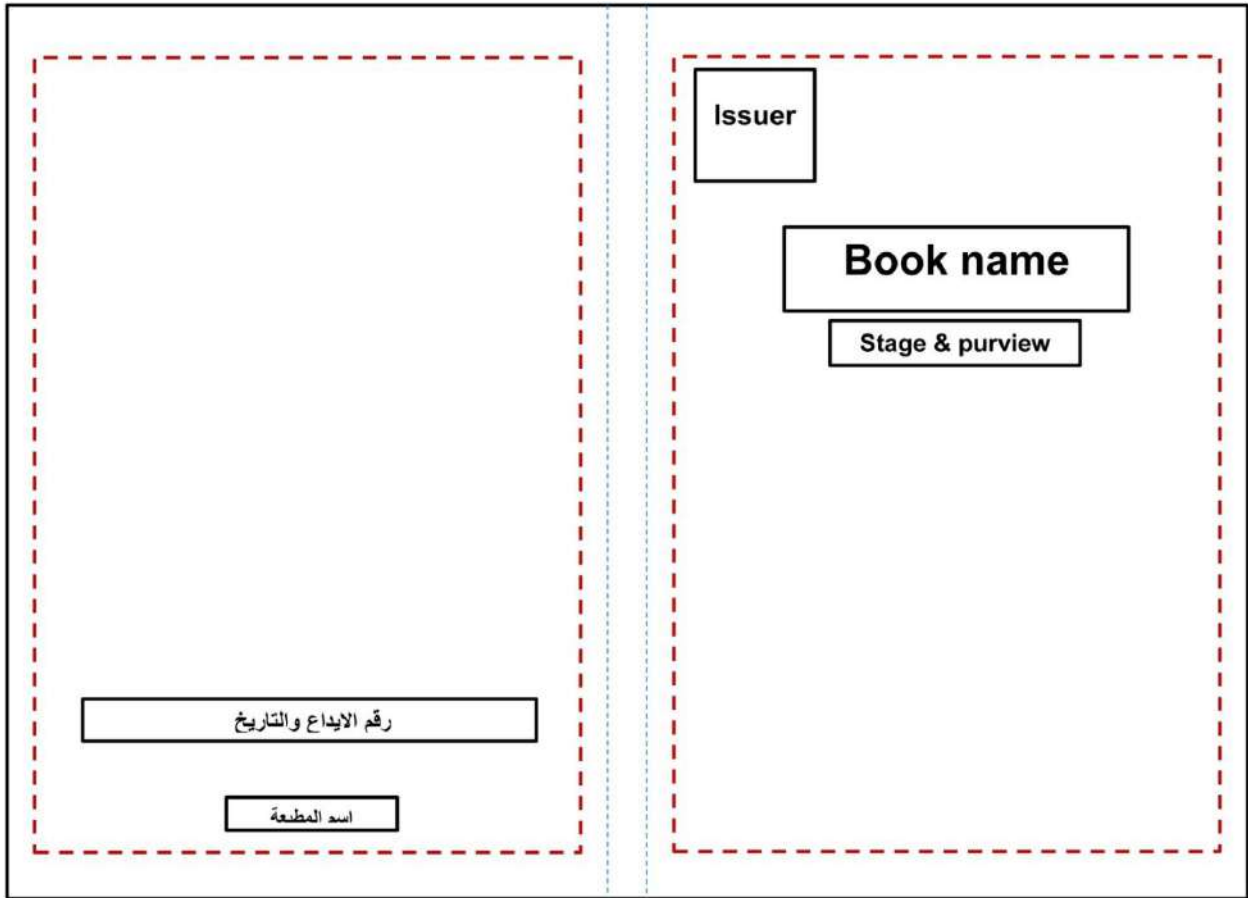 Issuer
Book name
Stage & purview
رقم الايداع والتاريخ
اسم المطبعة